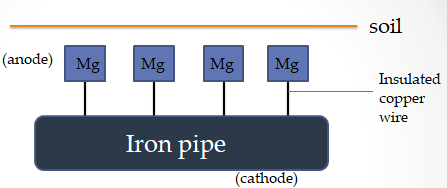 soil
(anode)
Mg
Mg
Mg
Mg
Insulated
copper
wire
Iron pipe
(cathode)